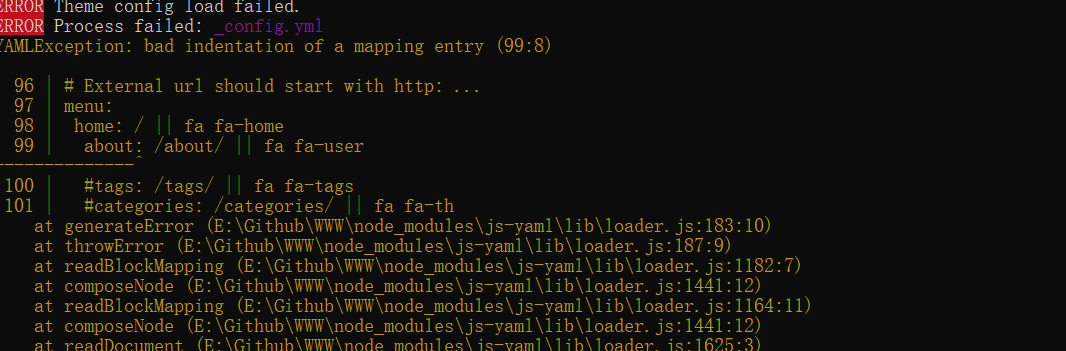 ERROR Theme config load failed.
ERROR Process failed: _config.yml
YAMLException: bad indentation of a mapping entry (99:8)
96 | # External url should start with http: ...
97 | menu:
98 |  home: / || fa fa-home
99 |   about: /about/ || fa fa-user
--------------^
100 |   #tags: /tags/ || fa fa-tags
101 |   #categories: /categories/ || fa fa-th
at generateError (E:\Github\WWW\node_modules\js-yaml\lib\loader.js:183:10)
at throwError (E:\Github\WWW\node_modules\js-yaml\lib\loader.js:187:9)
at readBlockMapping (E:\Github\WWW\node_modules\js-yaml\lib\loader.js:1182:7)
at composeNode (E:\Github\WWW\node_modules\js-yaml\lib\loader.js:1441:12)
at readBlockMapping (E:\Github\WWW\node_modules\js-yaml\lib\loader.js:1164:11)
at composeNode (E:\Github\WWW\node_modules\js-yaml\lib\loader.js:1441:12)
at readDocument (E:\Github\WWW\node_modules\js-yaml\lib\loader.js:1625:3)